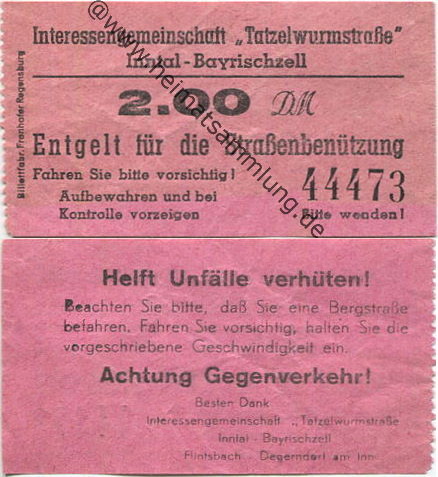 Interessengemeinschaft „Tatzelwurmstraße"
Inntal - Bayrischzell
2.00 DM
Entgelt für die Straßenbenützung
Fahren Sie bitte vorsichtig!
Aufbewahren und bei
Kontrolle vorzeigen
44473
Bitte wenden!
Billettfabr. Fronhofer Regensburg
@www.heimatsammlung.de
Helft Unfälle verhüten!
Beachten Sie bitte, daß Sie eine Bergstraße
befahren. Fahren Sie vorsichtig, halten Sie die
vorgeschriebene Geschwindigkeit ein.
Achtung Gegenverkehr!
Besten Dank
Interessengemeinschaft „Tatzelwurmstraße
Inntal - Bayrischzell
Flintsbach - Degerndorf am Inn